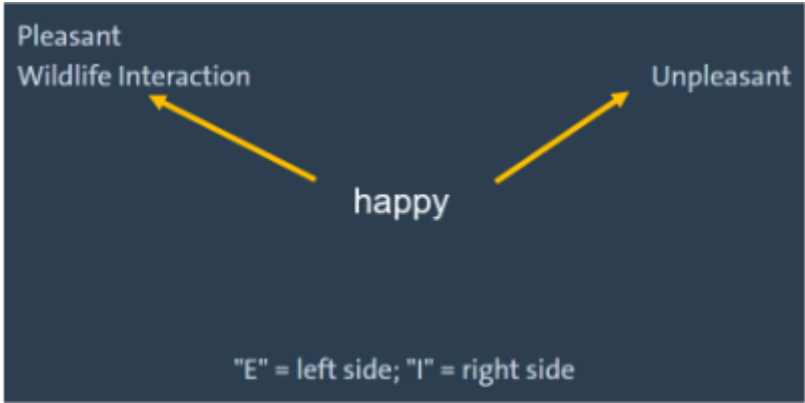 Pleasant
Wildlife Interaction
Unpleasant
happy
"E" = left side; "I" = right side